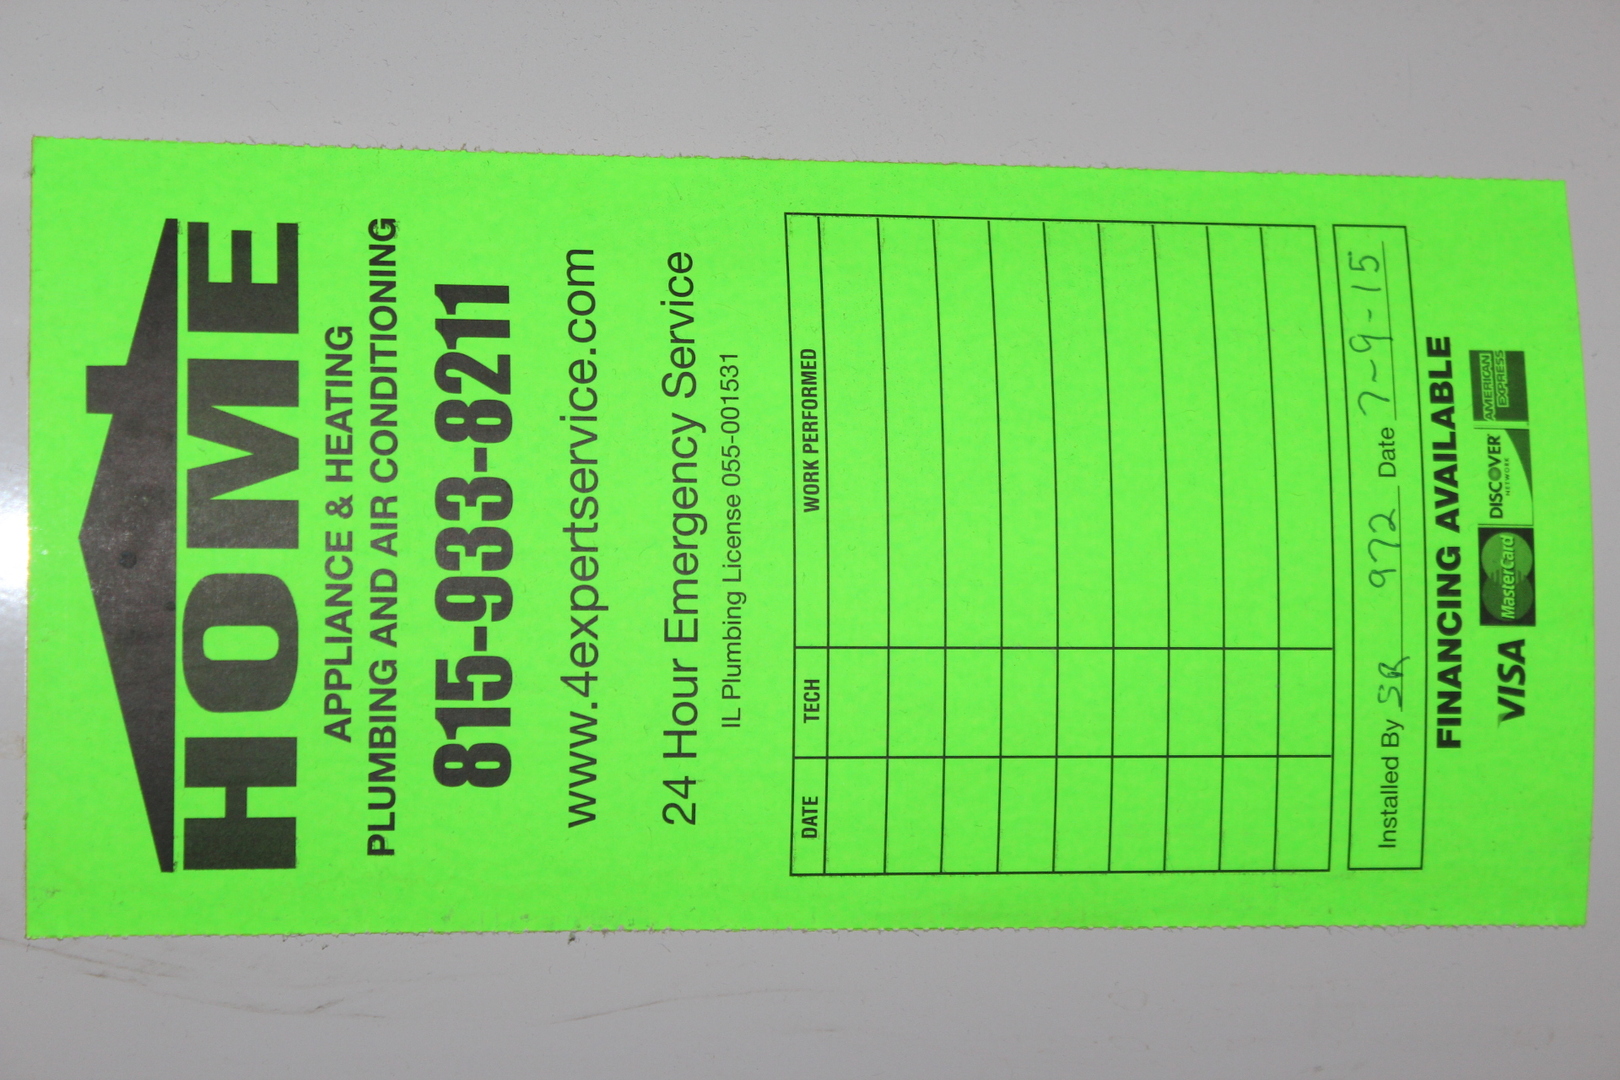 HOME
APPLIANCE & HEATING
PLUMBING AND AIR CONDITIONING
815-933-8211
www.4expertservice.com
24 Hour Emergency Service
IL Plumbing License 055-001531
DATE TECH WORK PERFORMED
Installed By SR 972 Date 7-9-15
FINANCING AVAILABLE
VISA MasterCard DISCOVER NETWORK AMERICAN EXPRESS